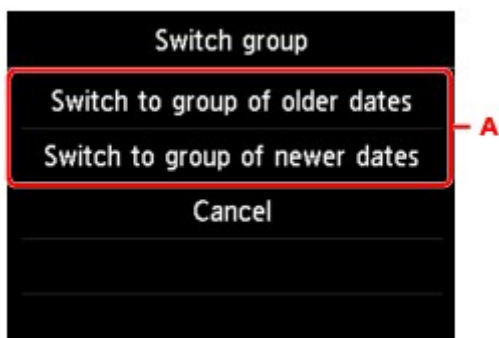 Switch group
Switch to group of older dates
A
Switch to group of newer dates
Cancel